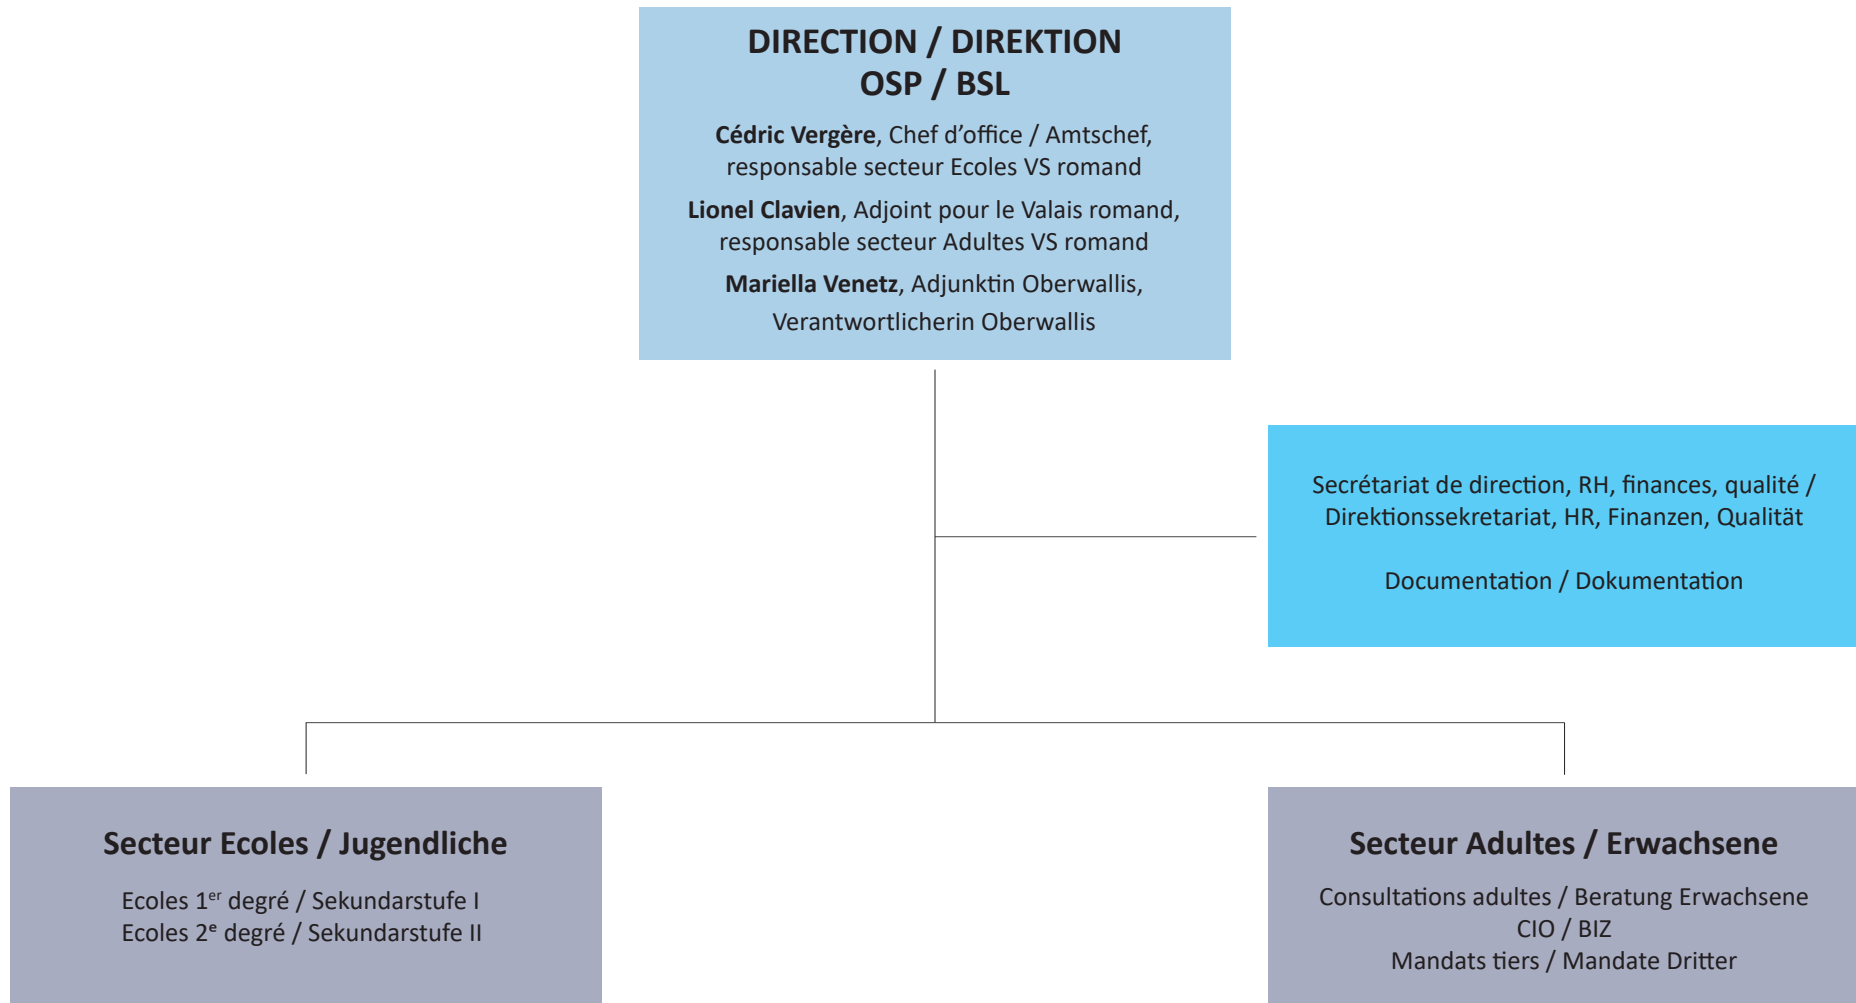 DIRECTION / DIREKTION
OSP / BSL
Cédric Vergère, Chef d’office / Amtschef,
responsable secteur Ecoles VS romand
Lionel Clavien, Adjoint pour le Valais romand,
responsable secteur Adultes VS romand
Mariella Venetz, Adjunktin Oberwallis,
Verantwortlicherin Oberwallis
Secrétariat de direction, RH, finances, qualité /
Direktionssekretariat, HR, Finanzen, Qualität
Documentation / Dokumentation
Secteur Ecoles / Jugendliche
Ecoles 1er degré / Sekundarstufe I
Ecoles 2e degré / Sekundarstufe II
Secteur Adultes / Erwachsene
Consultations adultes / Beratung Erwachsene
CIO / BIZ
Mandats tiers / Mandate Dritter